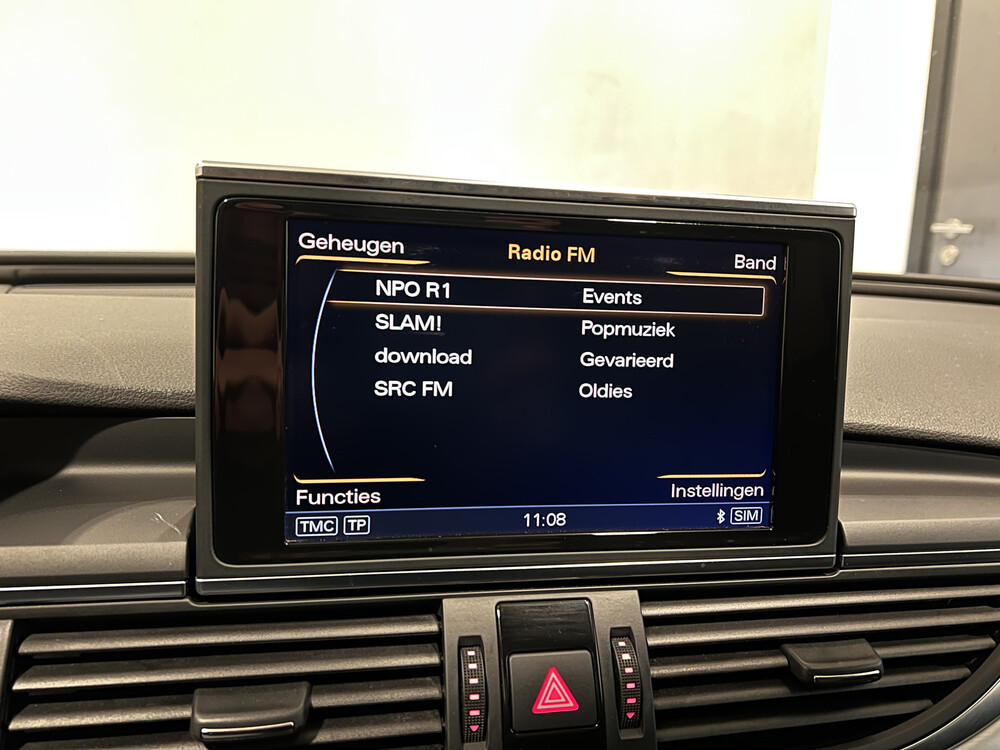 Geheugen Radio FM Band
NPO R1 Events
SLAM! Popmuziek
download Gevarieerd
SRC FM Oldies
Functies Instellingen
TMC TP 11:08 SIM